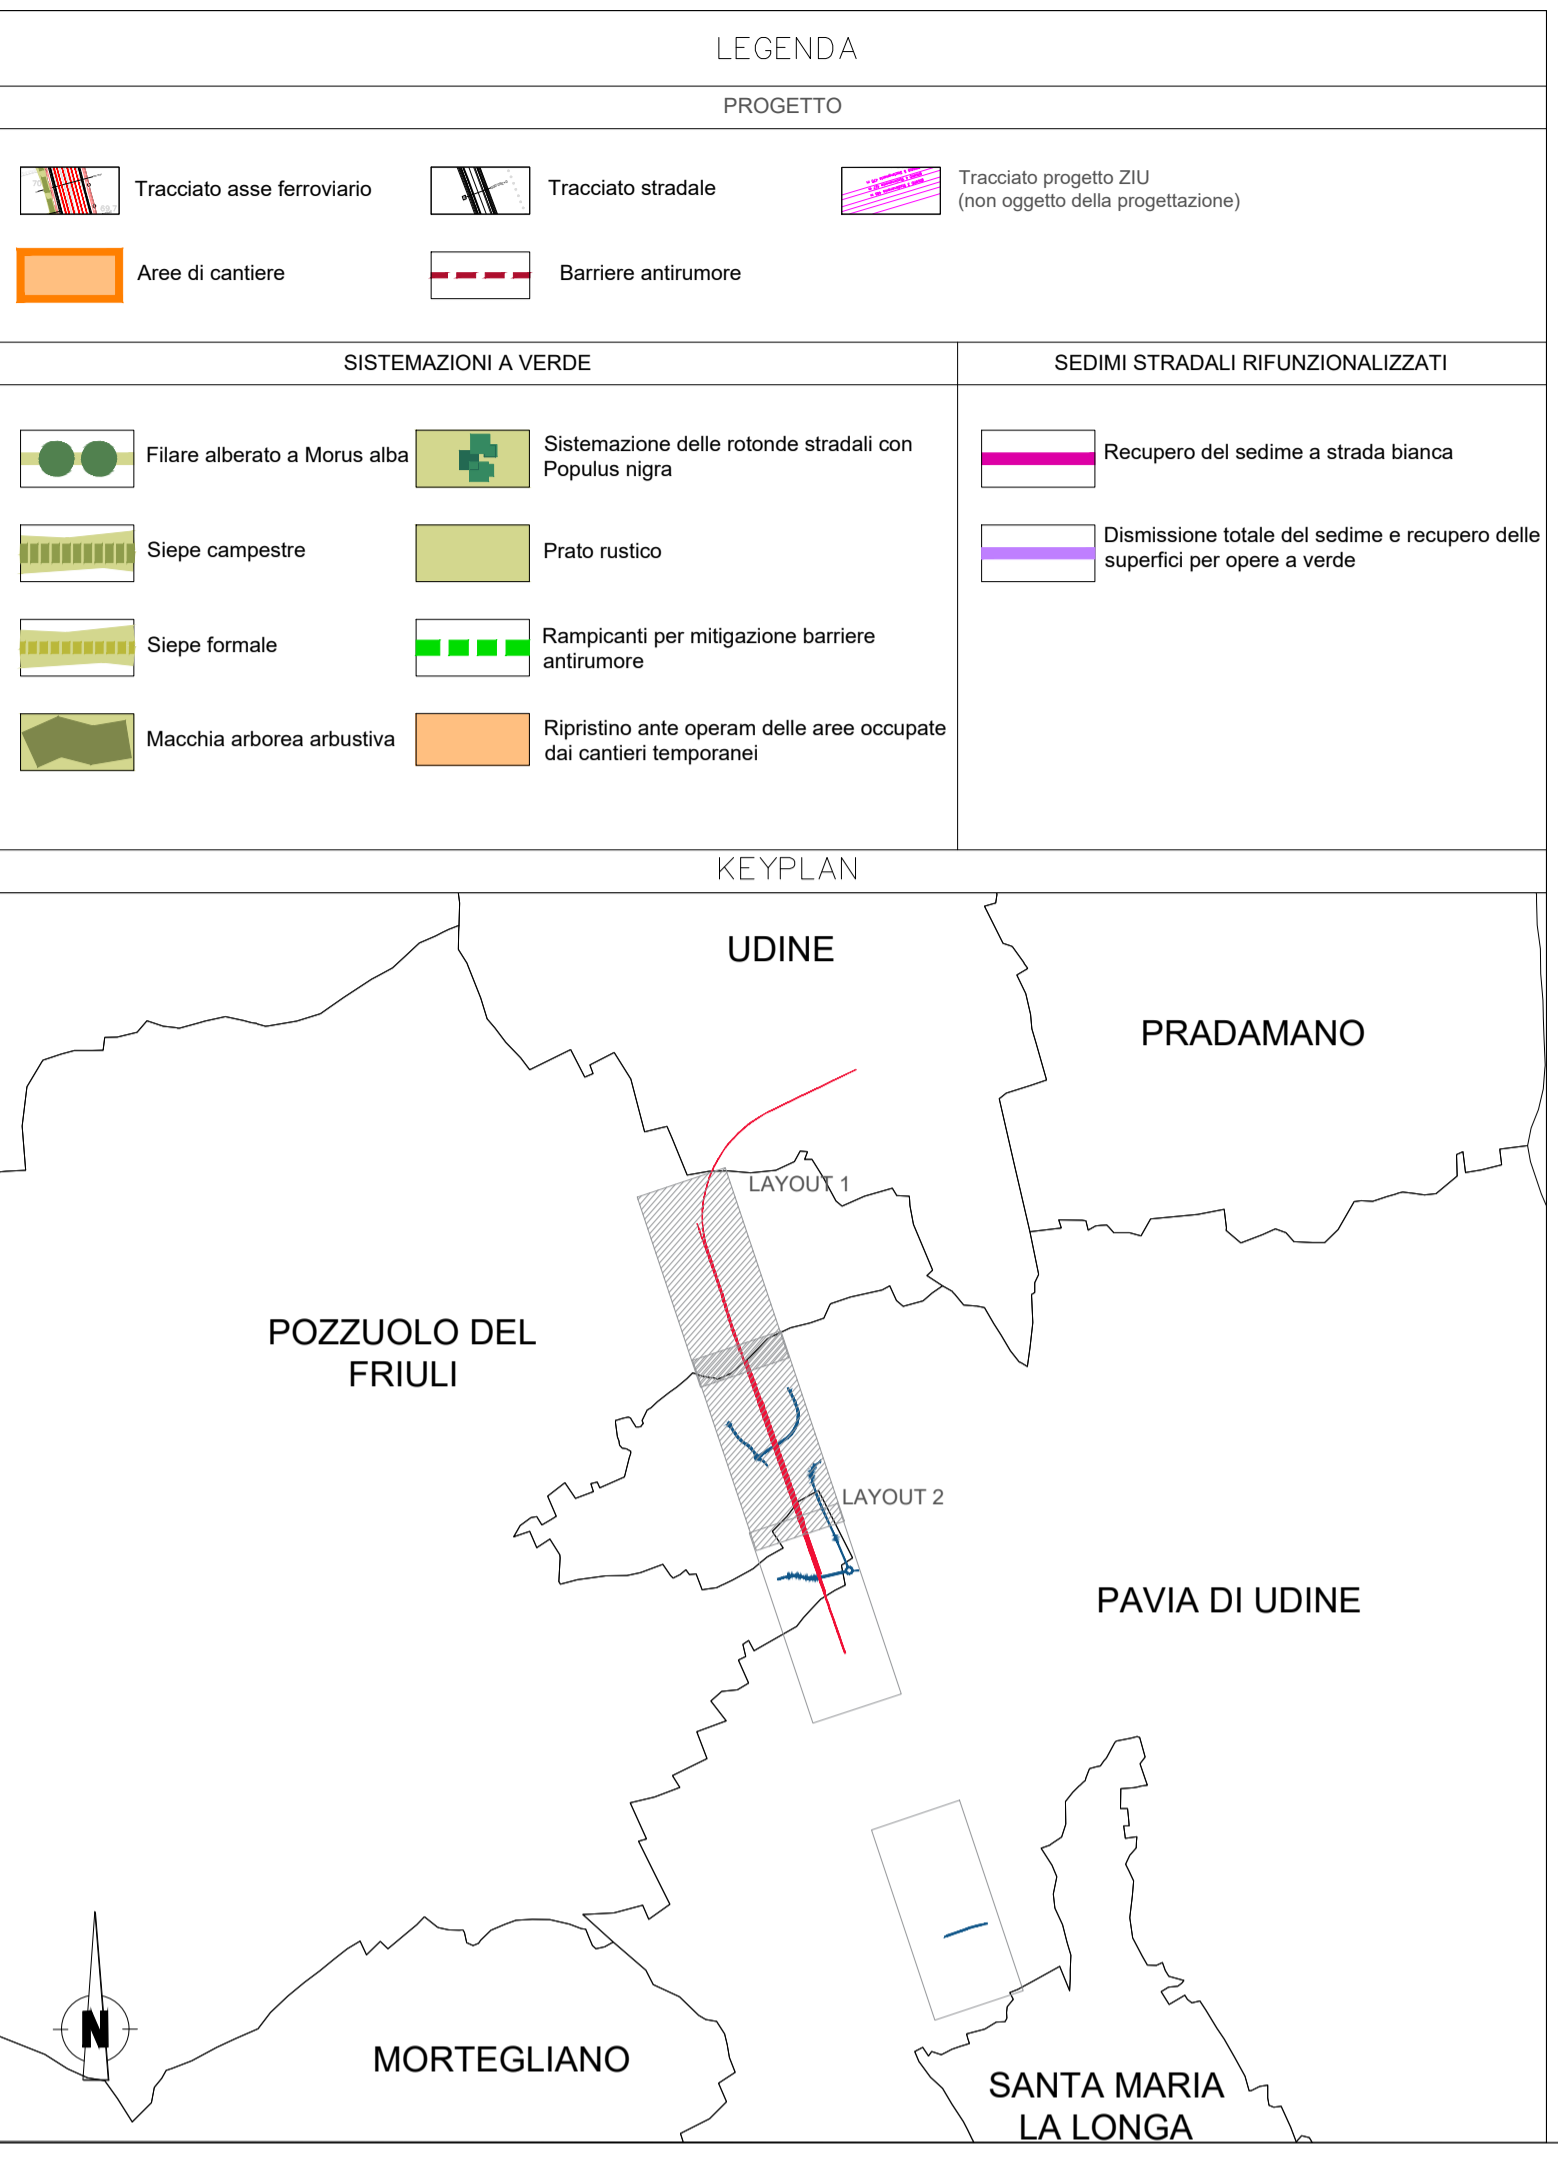 LEGENDA
PROGETTO
Tracciato asse ferroviario
Tracciato stradale
Tracciato progetto ZIU
(non oggetto della progettazione)
Aree di cantiere
Barriere antirumore
SISTEMAZIONI A VERDE
SEDIMI STRADALI RIFUNZIONALIZZATI
Filare alberato a Morus alba
Sistemazione delle rotonde stradali con
Populus nigra
Recupero del sedime a strada bianca
Siepe campestre
Prato rustico
Dismissione totale del sedime e recupero delle
superfici per opere a verde
Siepe formale
Rampicanti per mitigazione barriere
antirumore
Macchia arborea arbustiva
Ripristino ante operam delle aree occupate
dai cantieri temporanei
KEYPLAN
UDINE
PRADAMANO
LAYOUT 1
POZZUOLO DEL
FRIULI
LAYOUT 2
PAVIA DI UDINE
N
MORTEGLIANO
SANTA MARIA
LA LONGA